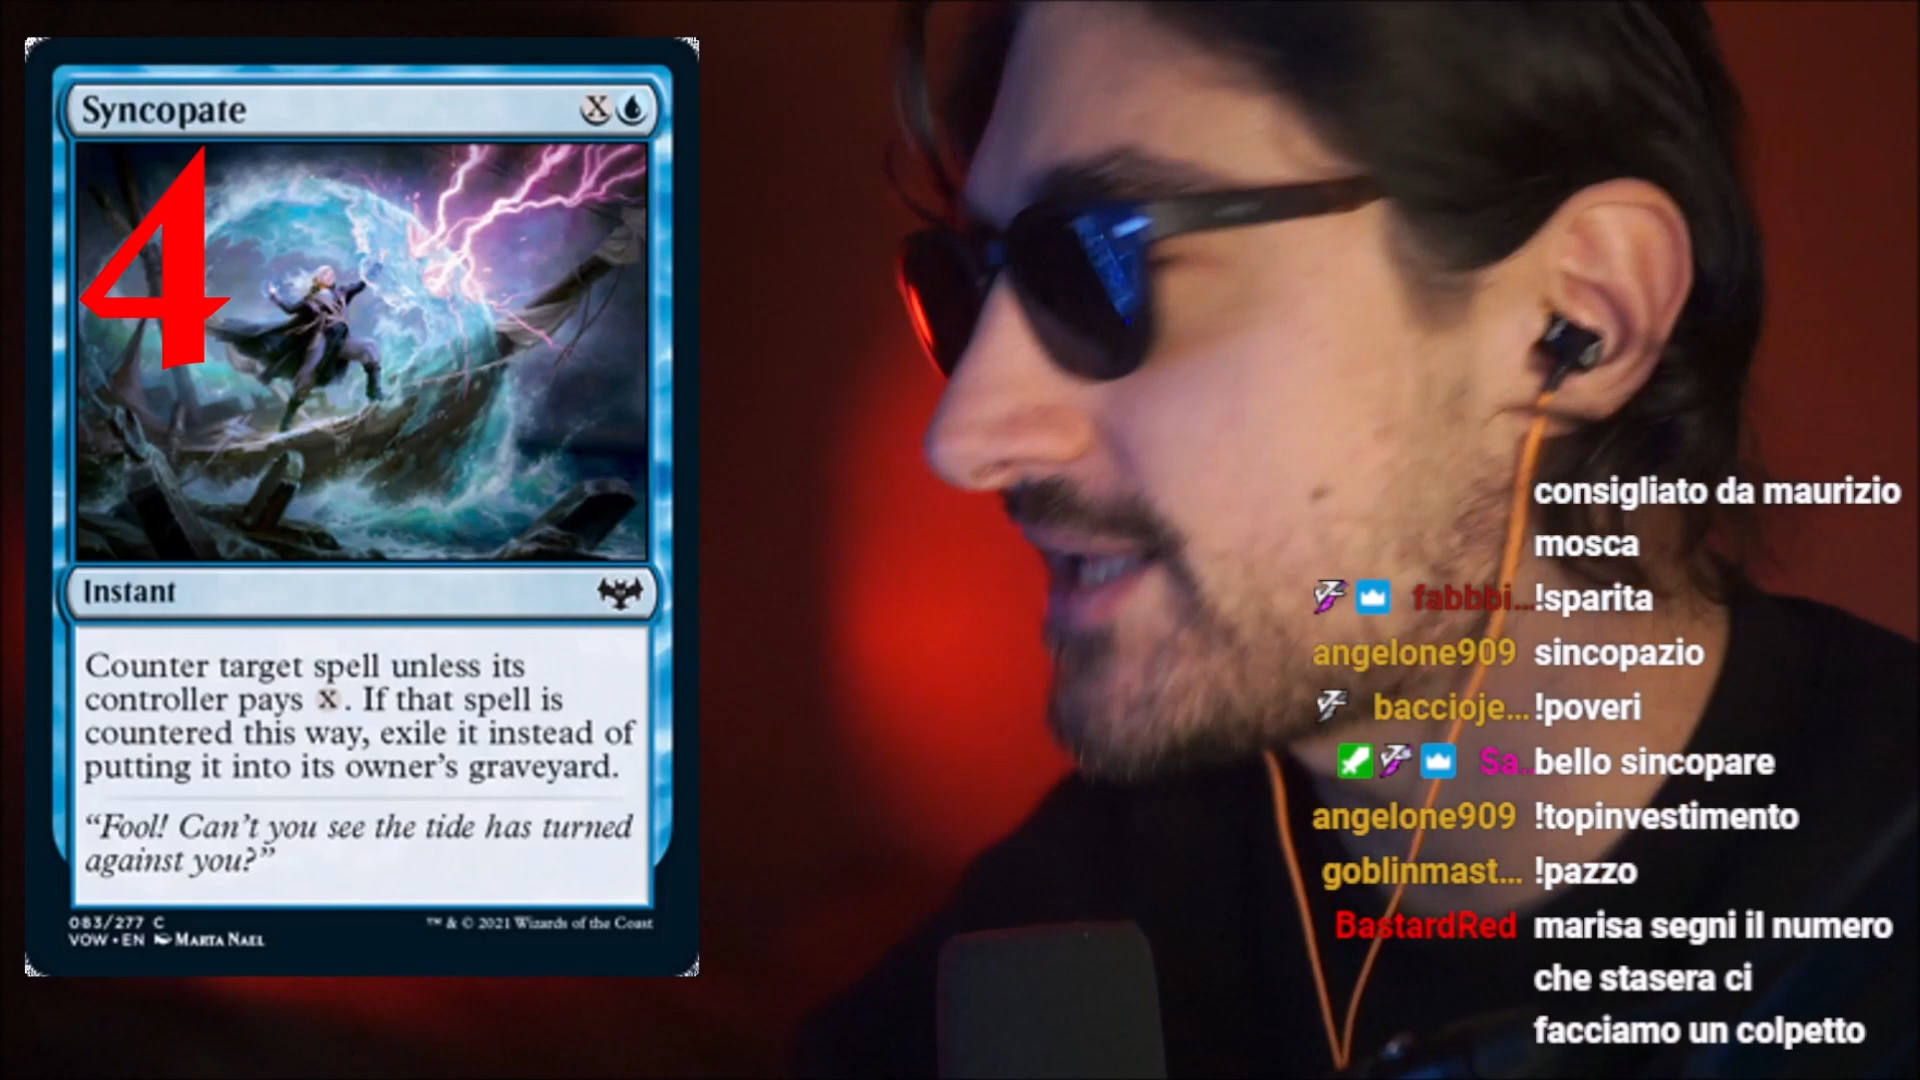 Syncopate X
4
Instant
Counter target spell unless its
controller pays X. If that spell is
countered this way, exile it instead of
putting it into its owner's graveyard.
“Fool! Can't you see the tide has turned
against you?”
083/277 C
VOW • EN MARTA NAEL
™ & © 2021 Wizards of the Coast
consigliato da maurizio
mosca
fabbbi... !sparita
angelone909 sincopazio
baccioje... !poveri
Sa... bello sincopare
angelone909 !topinvestimento
goblinmast... !pazzo
BastardRed marisa segni il numero
che stasera ci
facciamo un colpetto